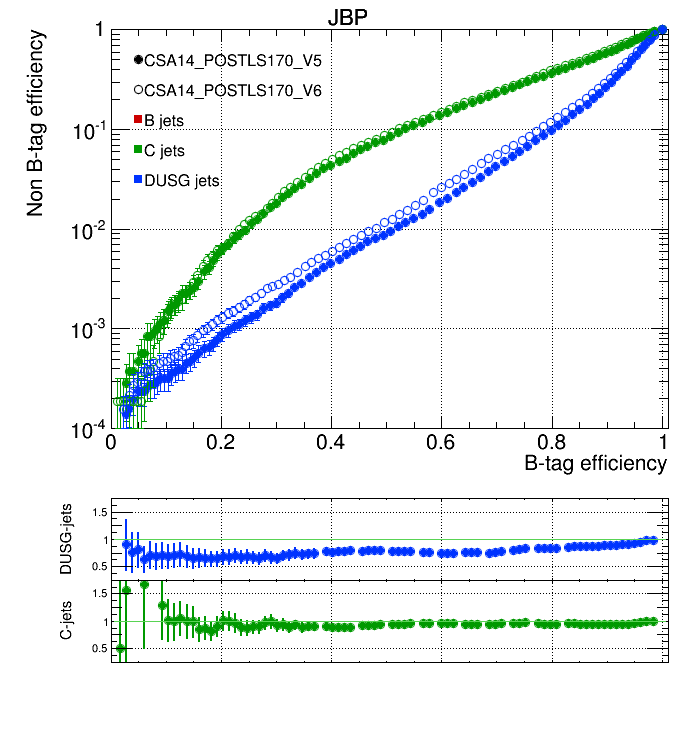 JBP
Non B-tag efficiency
1
10-1
10-2
10-3
10-4
CSA14_POSTLS170_V5
CSA14_POSTLS170_V6
B jets
C jets
DUSG jets
0 0.2 0.4 0.6 0.8 1
B-tag efficiency
DUSG-jets
1.5
1
0.5
C-jets
1.5
1
0.5